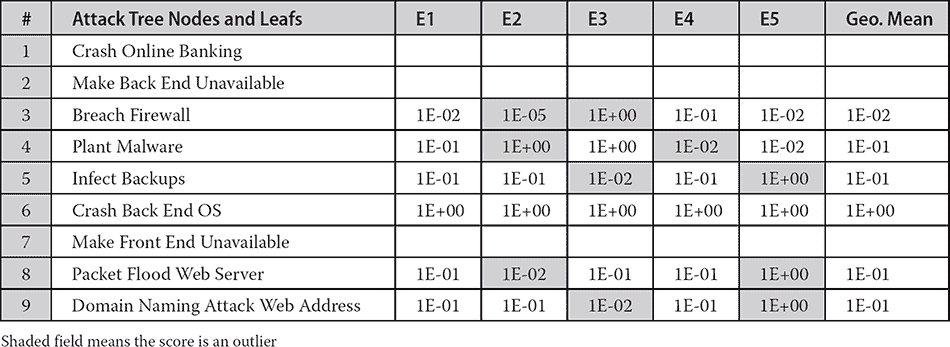 # Attack Tree Nodes and Leafs E1 E2 E3 E4 E5 Geo. Mean
1 Crash Online Banking
2 Make Back End Unavailable
3 Breach Firewall 1E-02 1E-05 1E+00 1E-01 1E-02 1E-02
4 Plant Malware 1E-01 1E+00 1E+00 1E-02 1E-02 1E-01
5 Infect Backups 1E-01 1E-01 1E-02 1E-01 1E+00 1E-01
6 Crash Back End OS 1E+00 1E+00 1E+00 1E+00 1E+00 1E+00
7 Make Front End Unavailable
8 Packet Flood Web Server 1E-01 1E-02 1E-01 1E-01 1E+00 1E-01
9 Domain Naming Attack Web Address 1E-01 1E-01 1E-02 1E-01 1E+00 1E-01
Shaded field means the score is an outlier